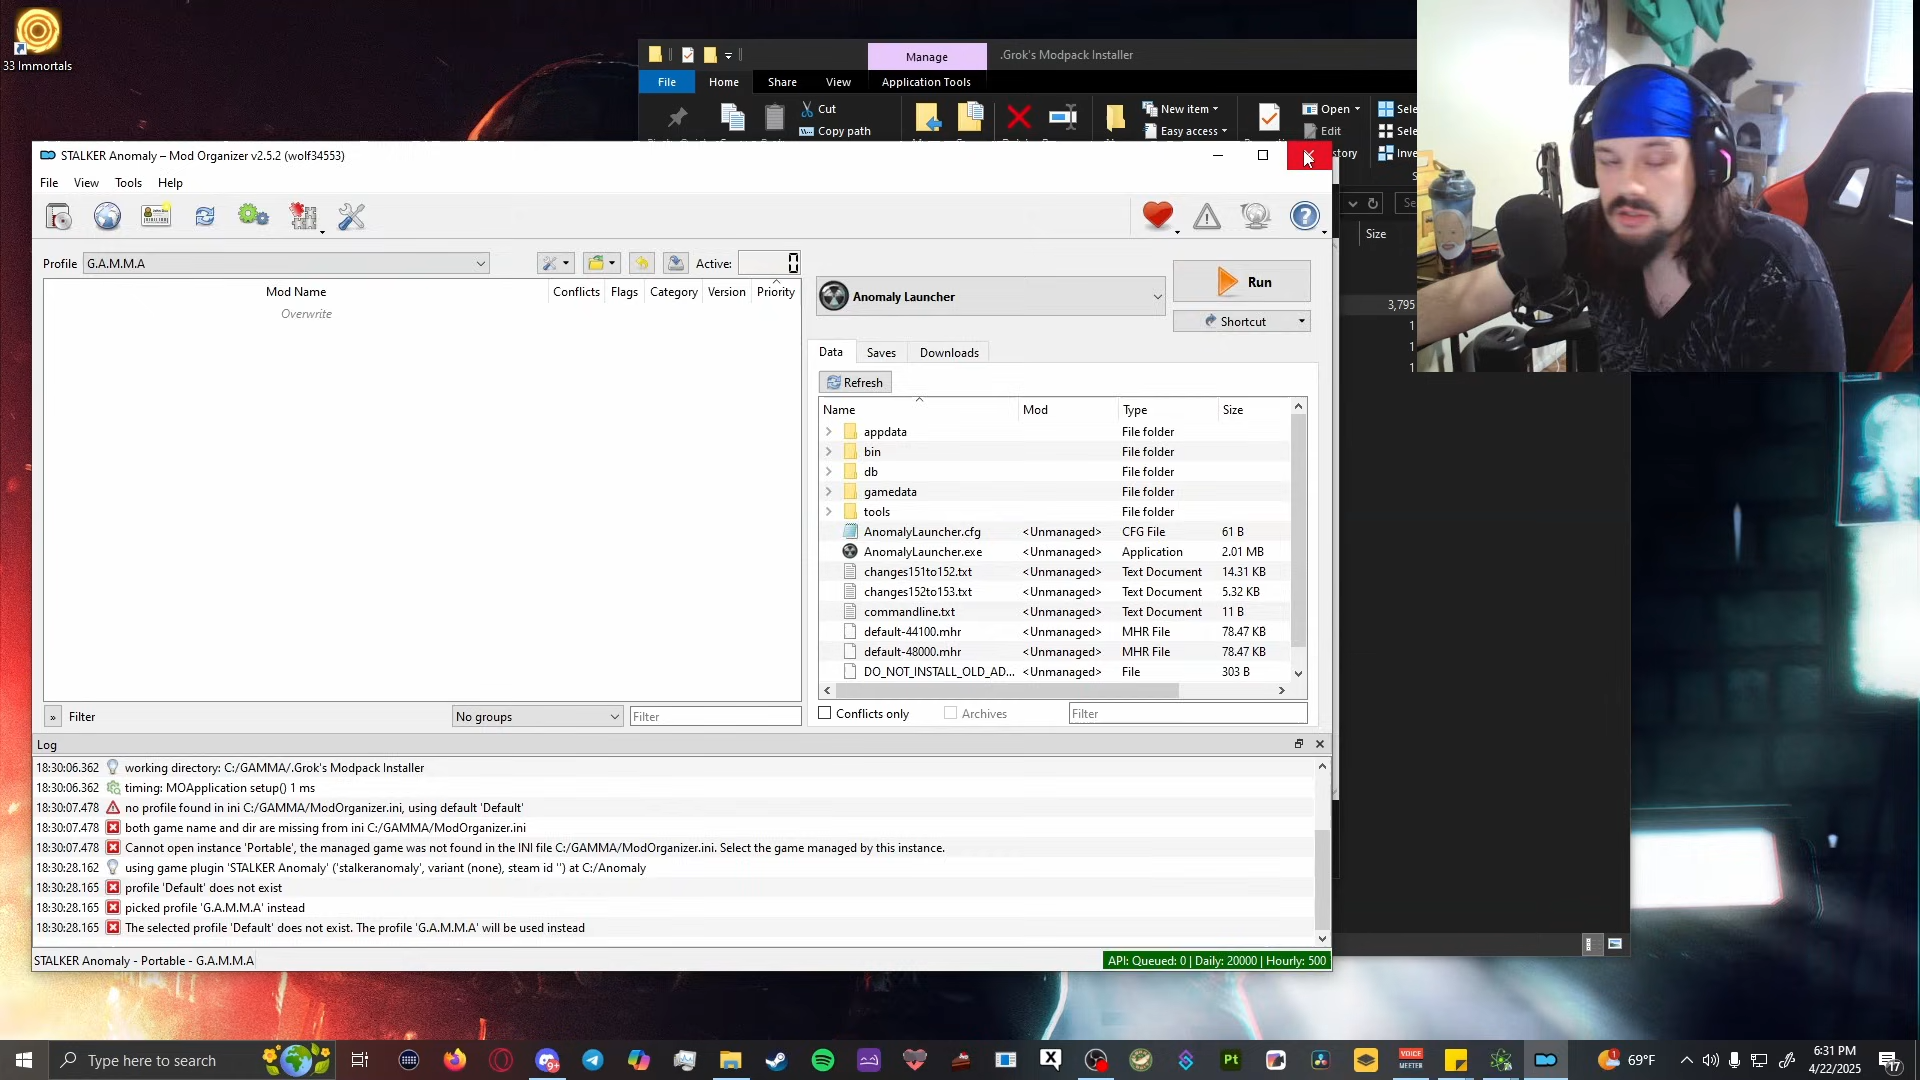 33 Immortals
Manage
.Grok's Modpack Installer
File
Home
Share
View
Application Tools
Cut
Copy path
New item
Easy access
Open
Edit
story
Sele
Sele
Inve
STALKER Anomaly – Mod Organizer v2.5.2 (wolf34553)
File View Tools Help
Profile G.A.M.M.A
Active: 0
Mod Name Conflicts Flags Category Version Priority
Overwrite
Anomaly Launcher
Run
Shortcut
Data Saves Downloads
Refresh
Name Mod Type Size
appdata File folder
bin File folder
db File folder
gamedata File folder
tools File folder
AnomalyLauncher.cfg <Unmanaged> CFG File 61 B
AnomalyLauncher.exe <Unmanaged> Application 2.01 MB
changes151to152.txt <Unmanaged> Text Document 14.31 KB
changes152to153.txt <Unmanaged> Text Document 5.32 KB
commandline.txt <Unmanaged> Text Document 11 B
default-44100.mhr <Unmanaged> MHR File 78.47 KB
default-48000.mhr <Unmanaged> MHR File 78.47 KB
DO_NOT_INSTALL_OLD_AD... <Unmanaged> File 303 B
» Filter
No groups
Filter
Conflicts only
Archives
Filter
Se
Size
3,795
1
1
1
Log
18:30:06.362 working directory: C:/GAMMA/.Grok's Modpack Installer
18:30:06.362 timing: MOApplication setup() 1 ms
18:30:07.478 no profile found in ini C:/GAMMA/ModOrganizer.ini, using default 'Default'
18:30:07.478 both game name and dir are missing from ini C:/GAMMA/ModOrganizer.ini
18:30:07.478 Cannot open instance 'Portable', the managed game was not found in the INI file C:/GAMMA/ModOrganizer.ini. Select the game managed by this instance.
18:30:28.162 using game plugin 'STALKER Anomaly' ('stalkeranomaly', variant (none), steam id '') at C:/Anomaly
18:30:28.165 profile 'Default' does not exist
18:30:28.165 picked profile 'G.A.M.M.A' instead
18:30:28.165 The selected profile 'Default' does not exist. The profile 'G.A.M.M.A' will be used instead
STALKER Anomaly - Portable - G.A.M.M.A
API: Queued: 0 | Daily: 20000 | Hourly: 500
Type here to search
9+
X
Pt
VOICE
MEETER
1
69°F
6:31 PM
4/22/2025
17